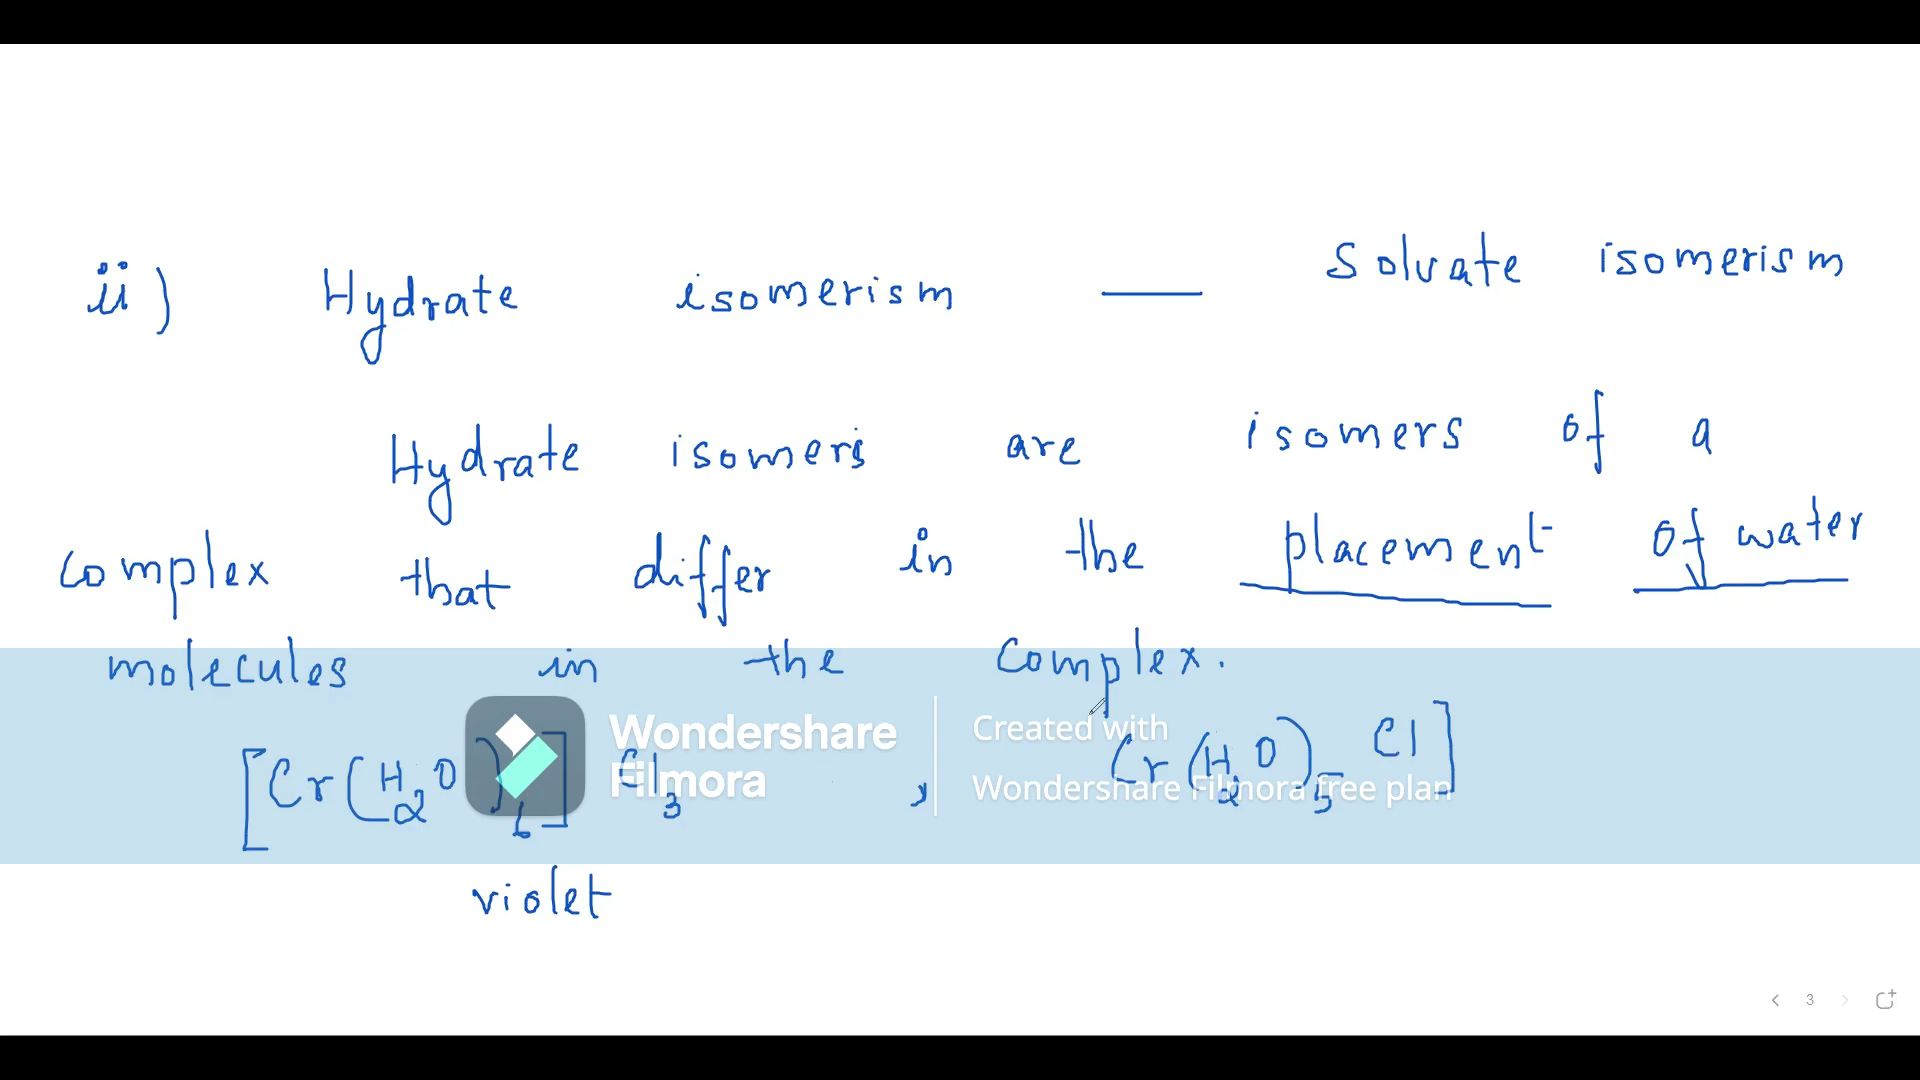 ii) Hydrate isomerism — Solvate isomerism
Hydrate isomers are isomers of a
complex that differ in the placement of water
molecules in the complex.
[Cr(H2O)6]Cl3 , Cr(H2O)5 Cl]
violet
Wondershare
Filmora
Created with
Wondershare Filmora free plan
3